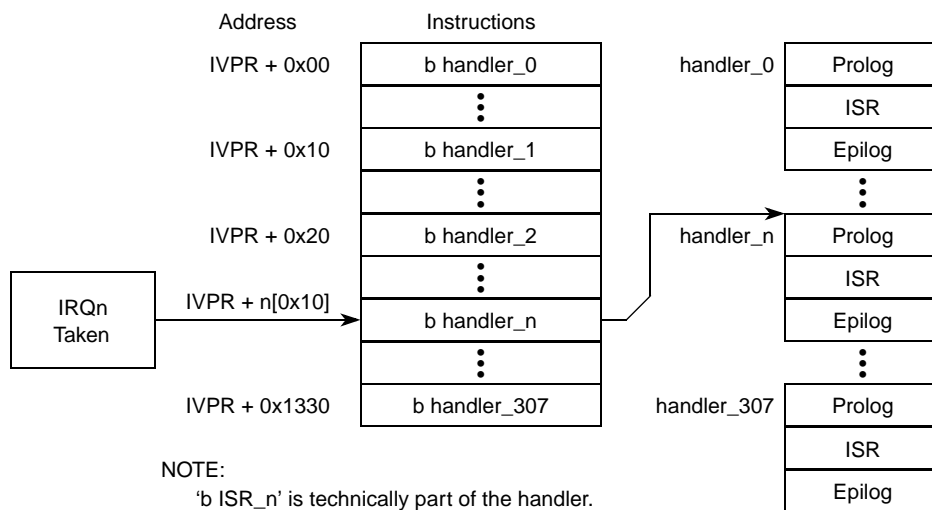 Address Instructions
IVPR + 0x00 b handler_0 handler_0 Prolog
ISR
IVPR + 0x10 b handler_1 Epilog
IVPR + 0x20 b handler_2 handler_n Prolog
ISR
IRQn
Taken
IVPR + n[0x10] b handler_n Epilog
IVPR + 0x1330 b handler_307 handler_307 Prolog
ISR
Epilog
NOTE:
‘b ISR_n’ is technically part of the handler.